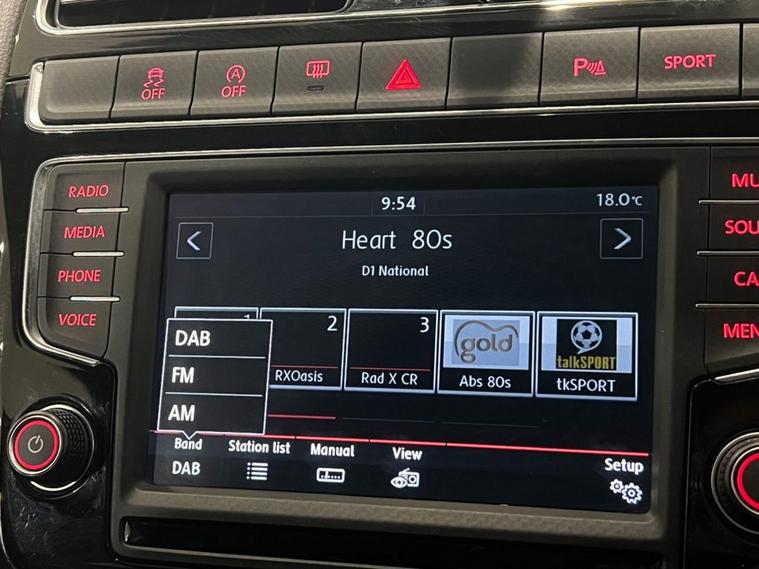 OFF
A
OFF
P
SPORT
RADIO
MEDIA
PHONE
VOICE
9:54
18.0°C
Heart 80s
D1 National
1
2
RXOasis
3
Rad X CR
gold
Abs 80s
talkSPORT
tkSPORT
DAB
FM
AM
Band
DAB
Station list
Manual
View
Setup
MU
SOU
CA
MEN